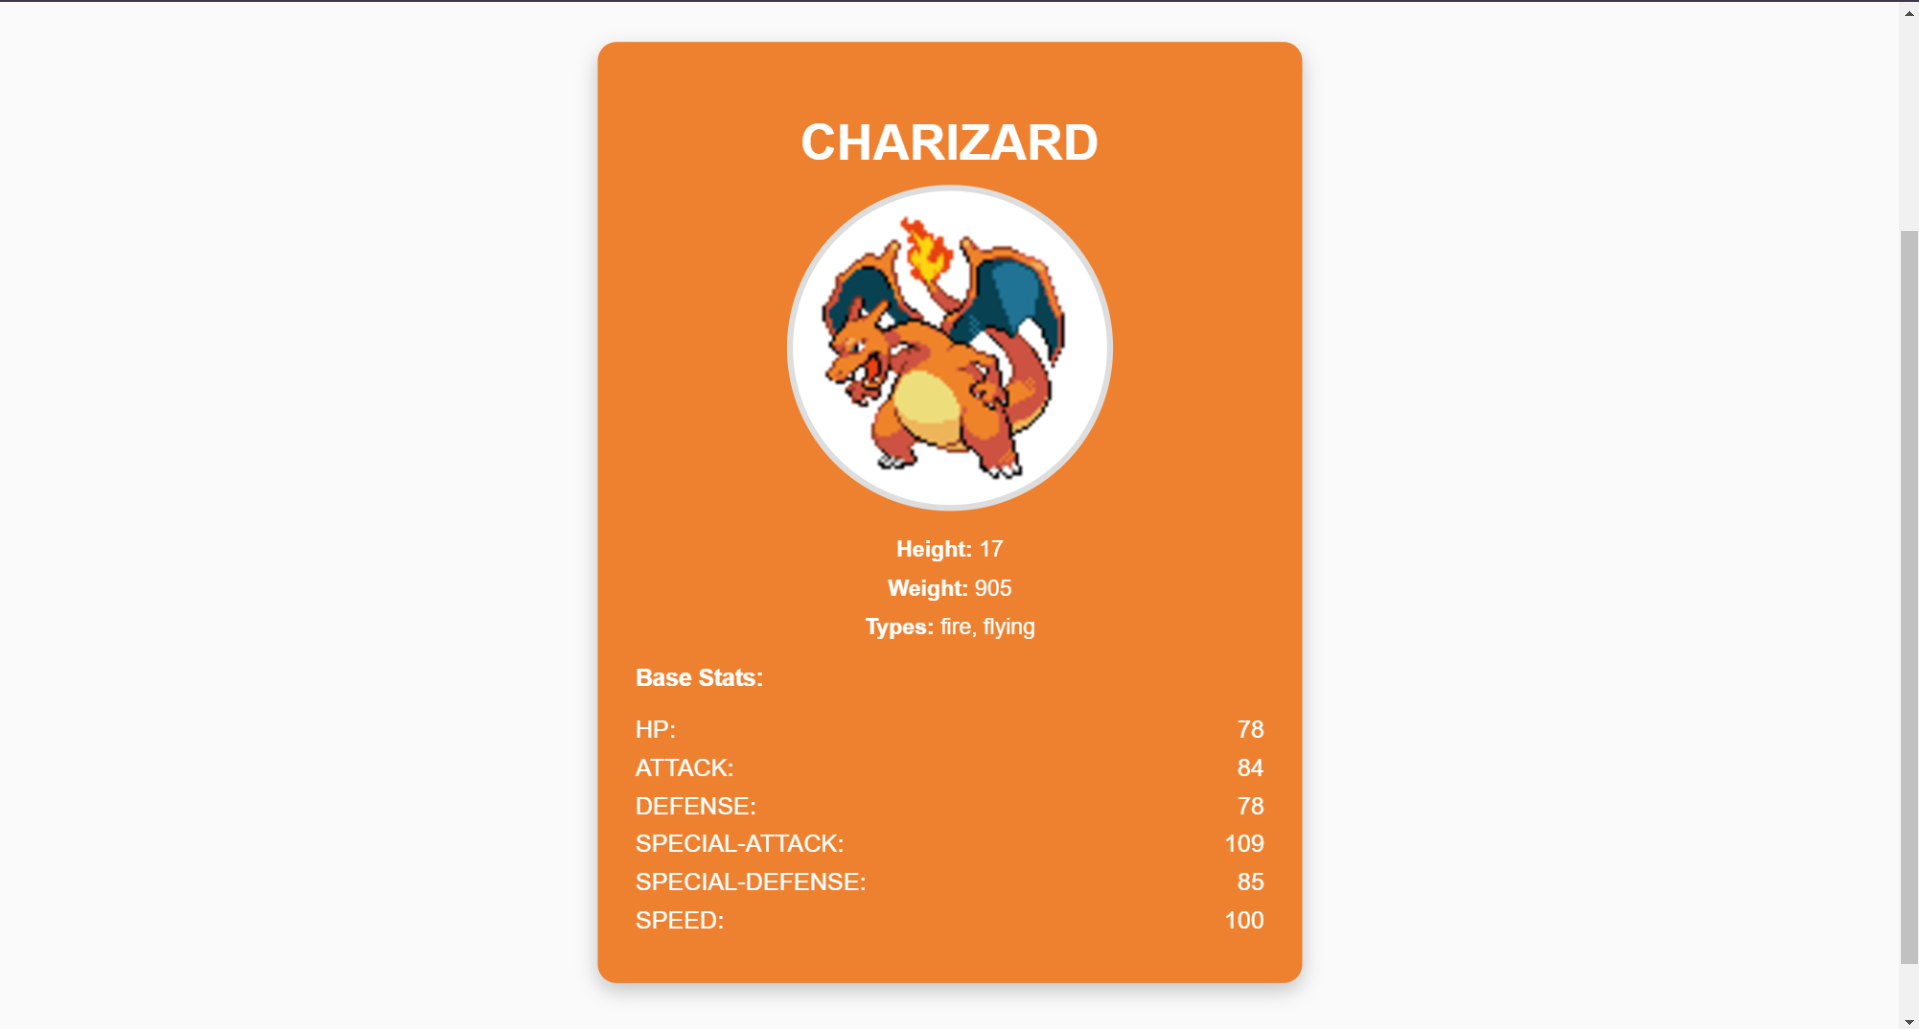 CHARIZARD
Height: 17
Weight: 905
Types: fire, flying
Base Stats:
HP: 78
ATTACK: 84
DEFENSE: 78
SPECIAL-ATTACK: 109
SPECIAL-DEFENSE: 85
SPEED: 100